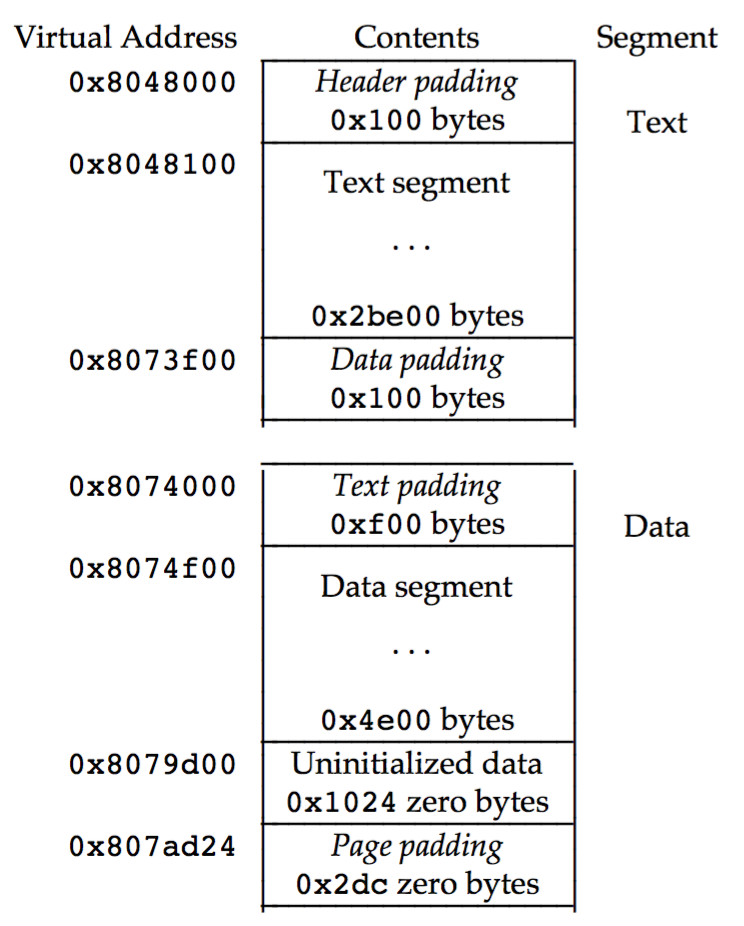 Virtual Address Contents Segment
0x8048000 Header padding
0x100 bytes Text
0x8048100 Text segment
...
0x2be00 bytes
0x8073f00 Data padding
0x100 bytes
0x8074000 Text padding
0xf00 bytes Data
0x8074f00 Data segment
...
0x4e00 bytes
0x8079d00 Uninitialized data
0x1024 zero bytes
0x807ad24 Page padding
0x2dc zero bytes